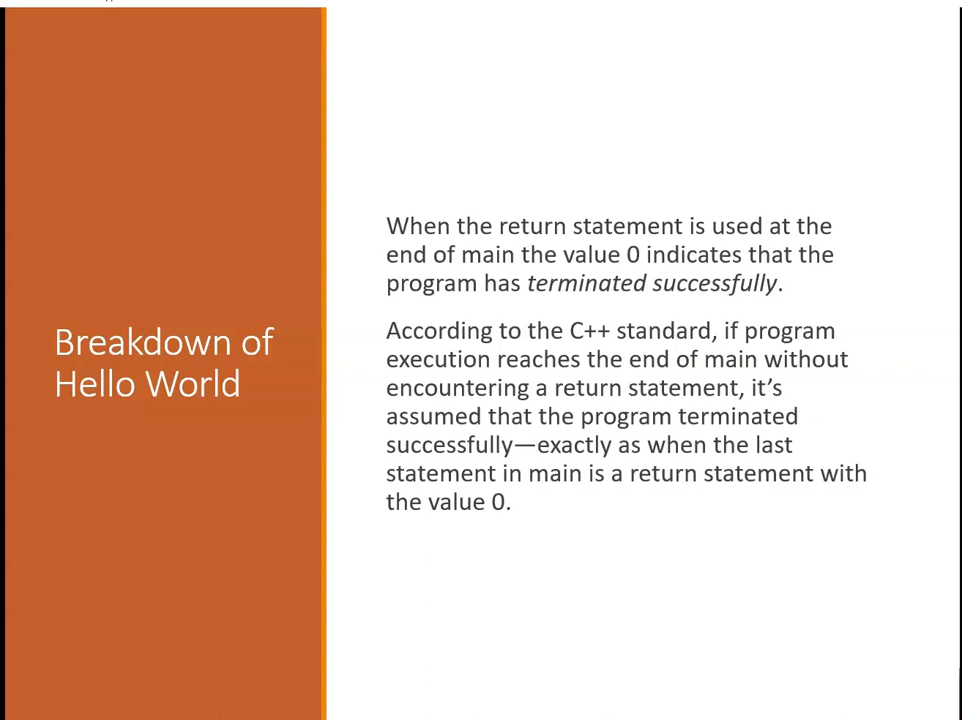 Breakdown of
Hello World
When the return statement is used at the
end of main the value 0 indicates that the
program has terminated successfully.
According to the C++ standard, if program
execution reaches the end of main without
encountering a return statement, it’s
assumed that the program terminated
successfully—exactly as when the last
statement in main is a return statement with
the value 0.